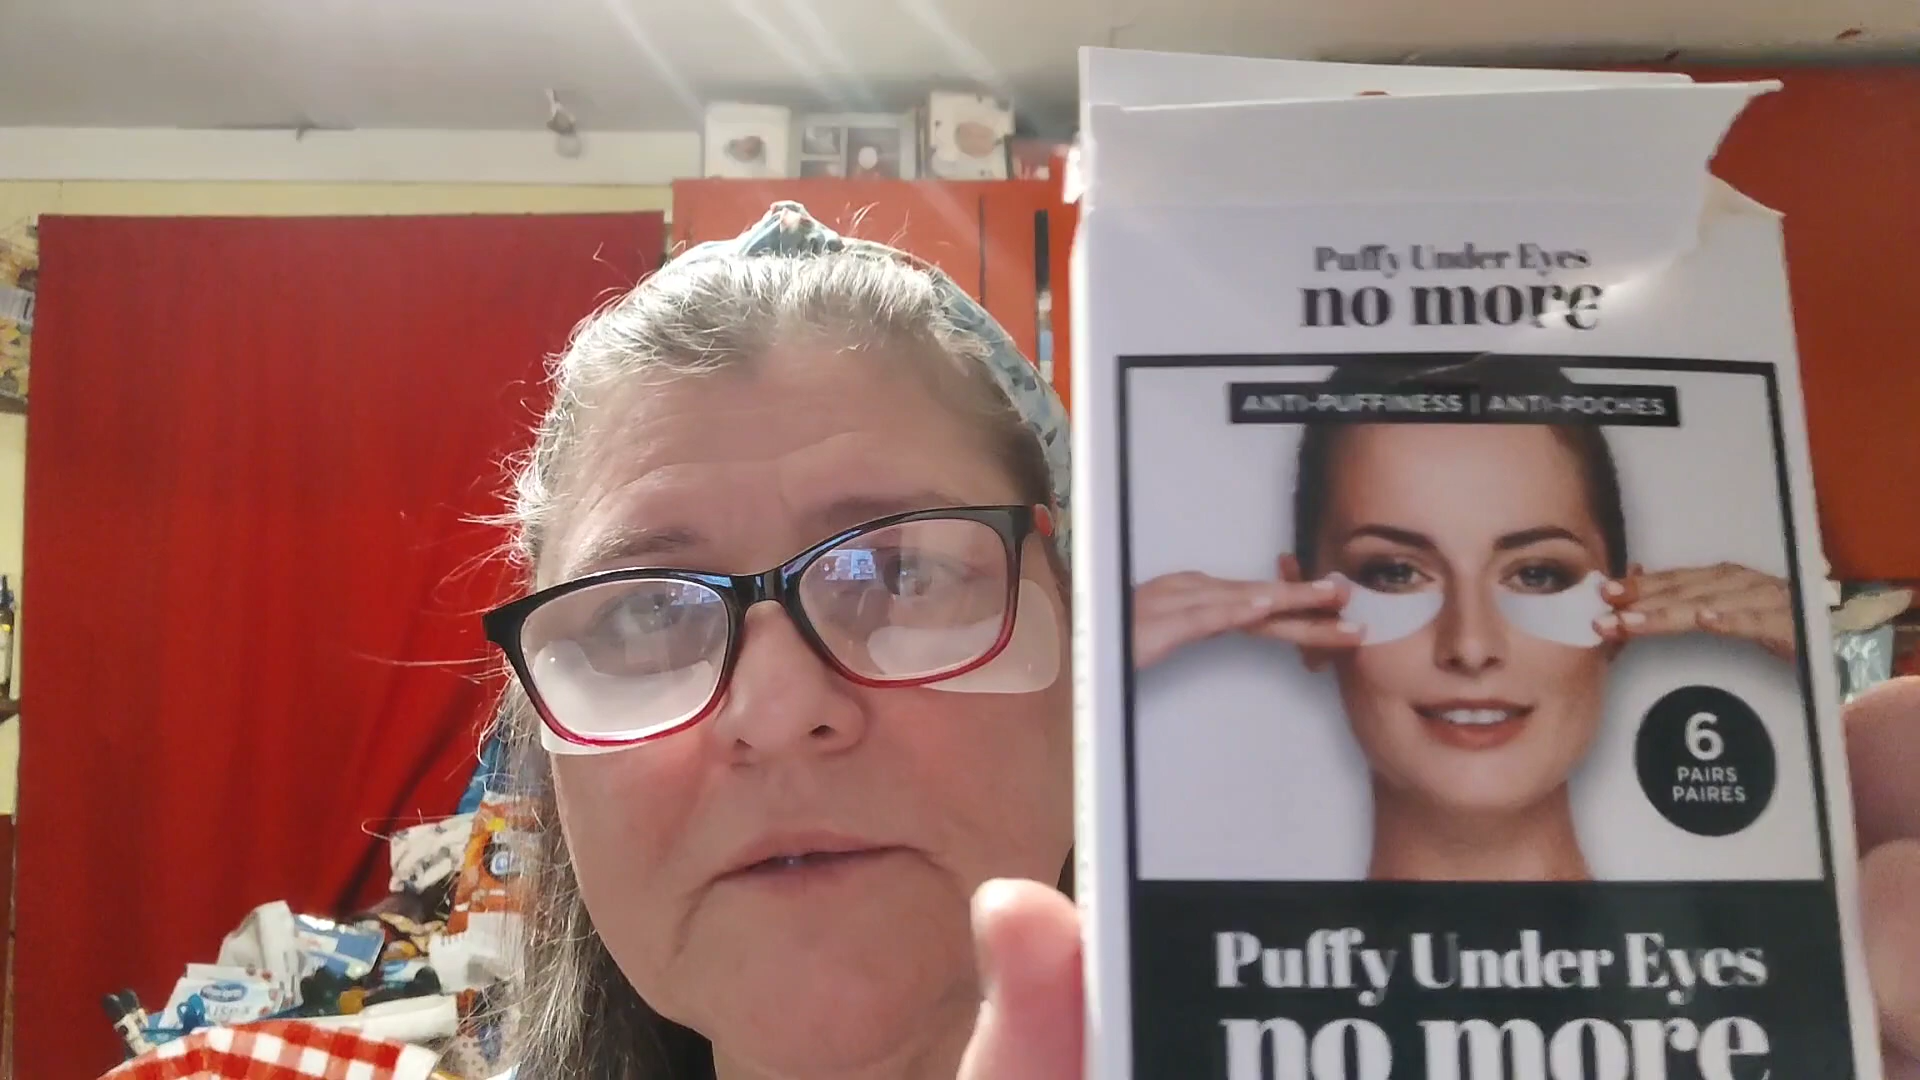 Puffy Under Eyes
no more
ANTI-PUFFINESS | ANTI-POCHES
6
PAIRS
PAIRES
Puffy Under Eyes
no more